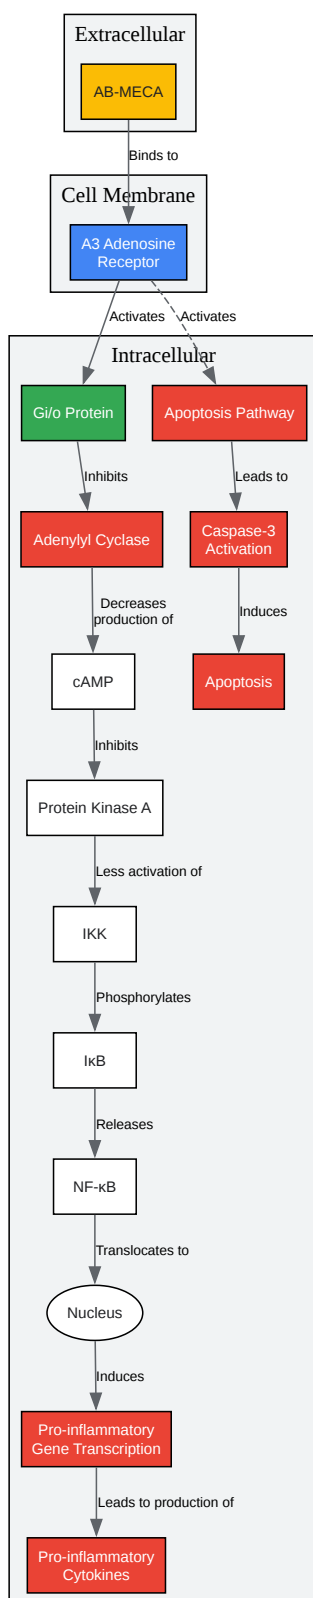 Extracellular
AB-MECA
Binds to
Cell Membrane
A3 Adenosine
Receptor
Activates
Activates
Intracellular
Gi/o Protein
Apoptosis Pathway
Inhibits
Leads to
Adenylyl Cyclase
Caspase-3
Activation
Decreases
production of
Induces
cAMP
Apoptosis
Inhibits
Protein Kinase A
Less activation of
IKK
Phosphorylates
IκB
Releases
NF-κB
Translocates to
Nucleus
Induces
Pro-inflammatory
Gene Transcription
Leads to production of
Pro-inflammatory
Cytokines